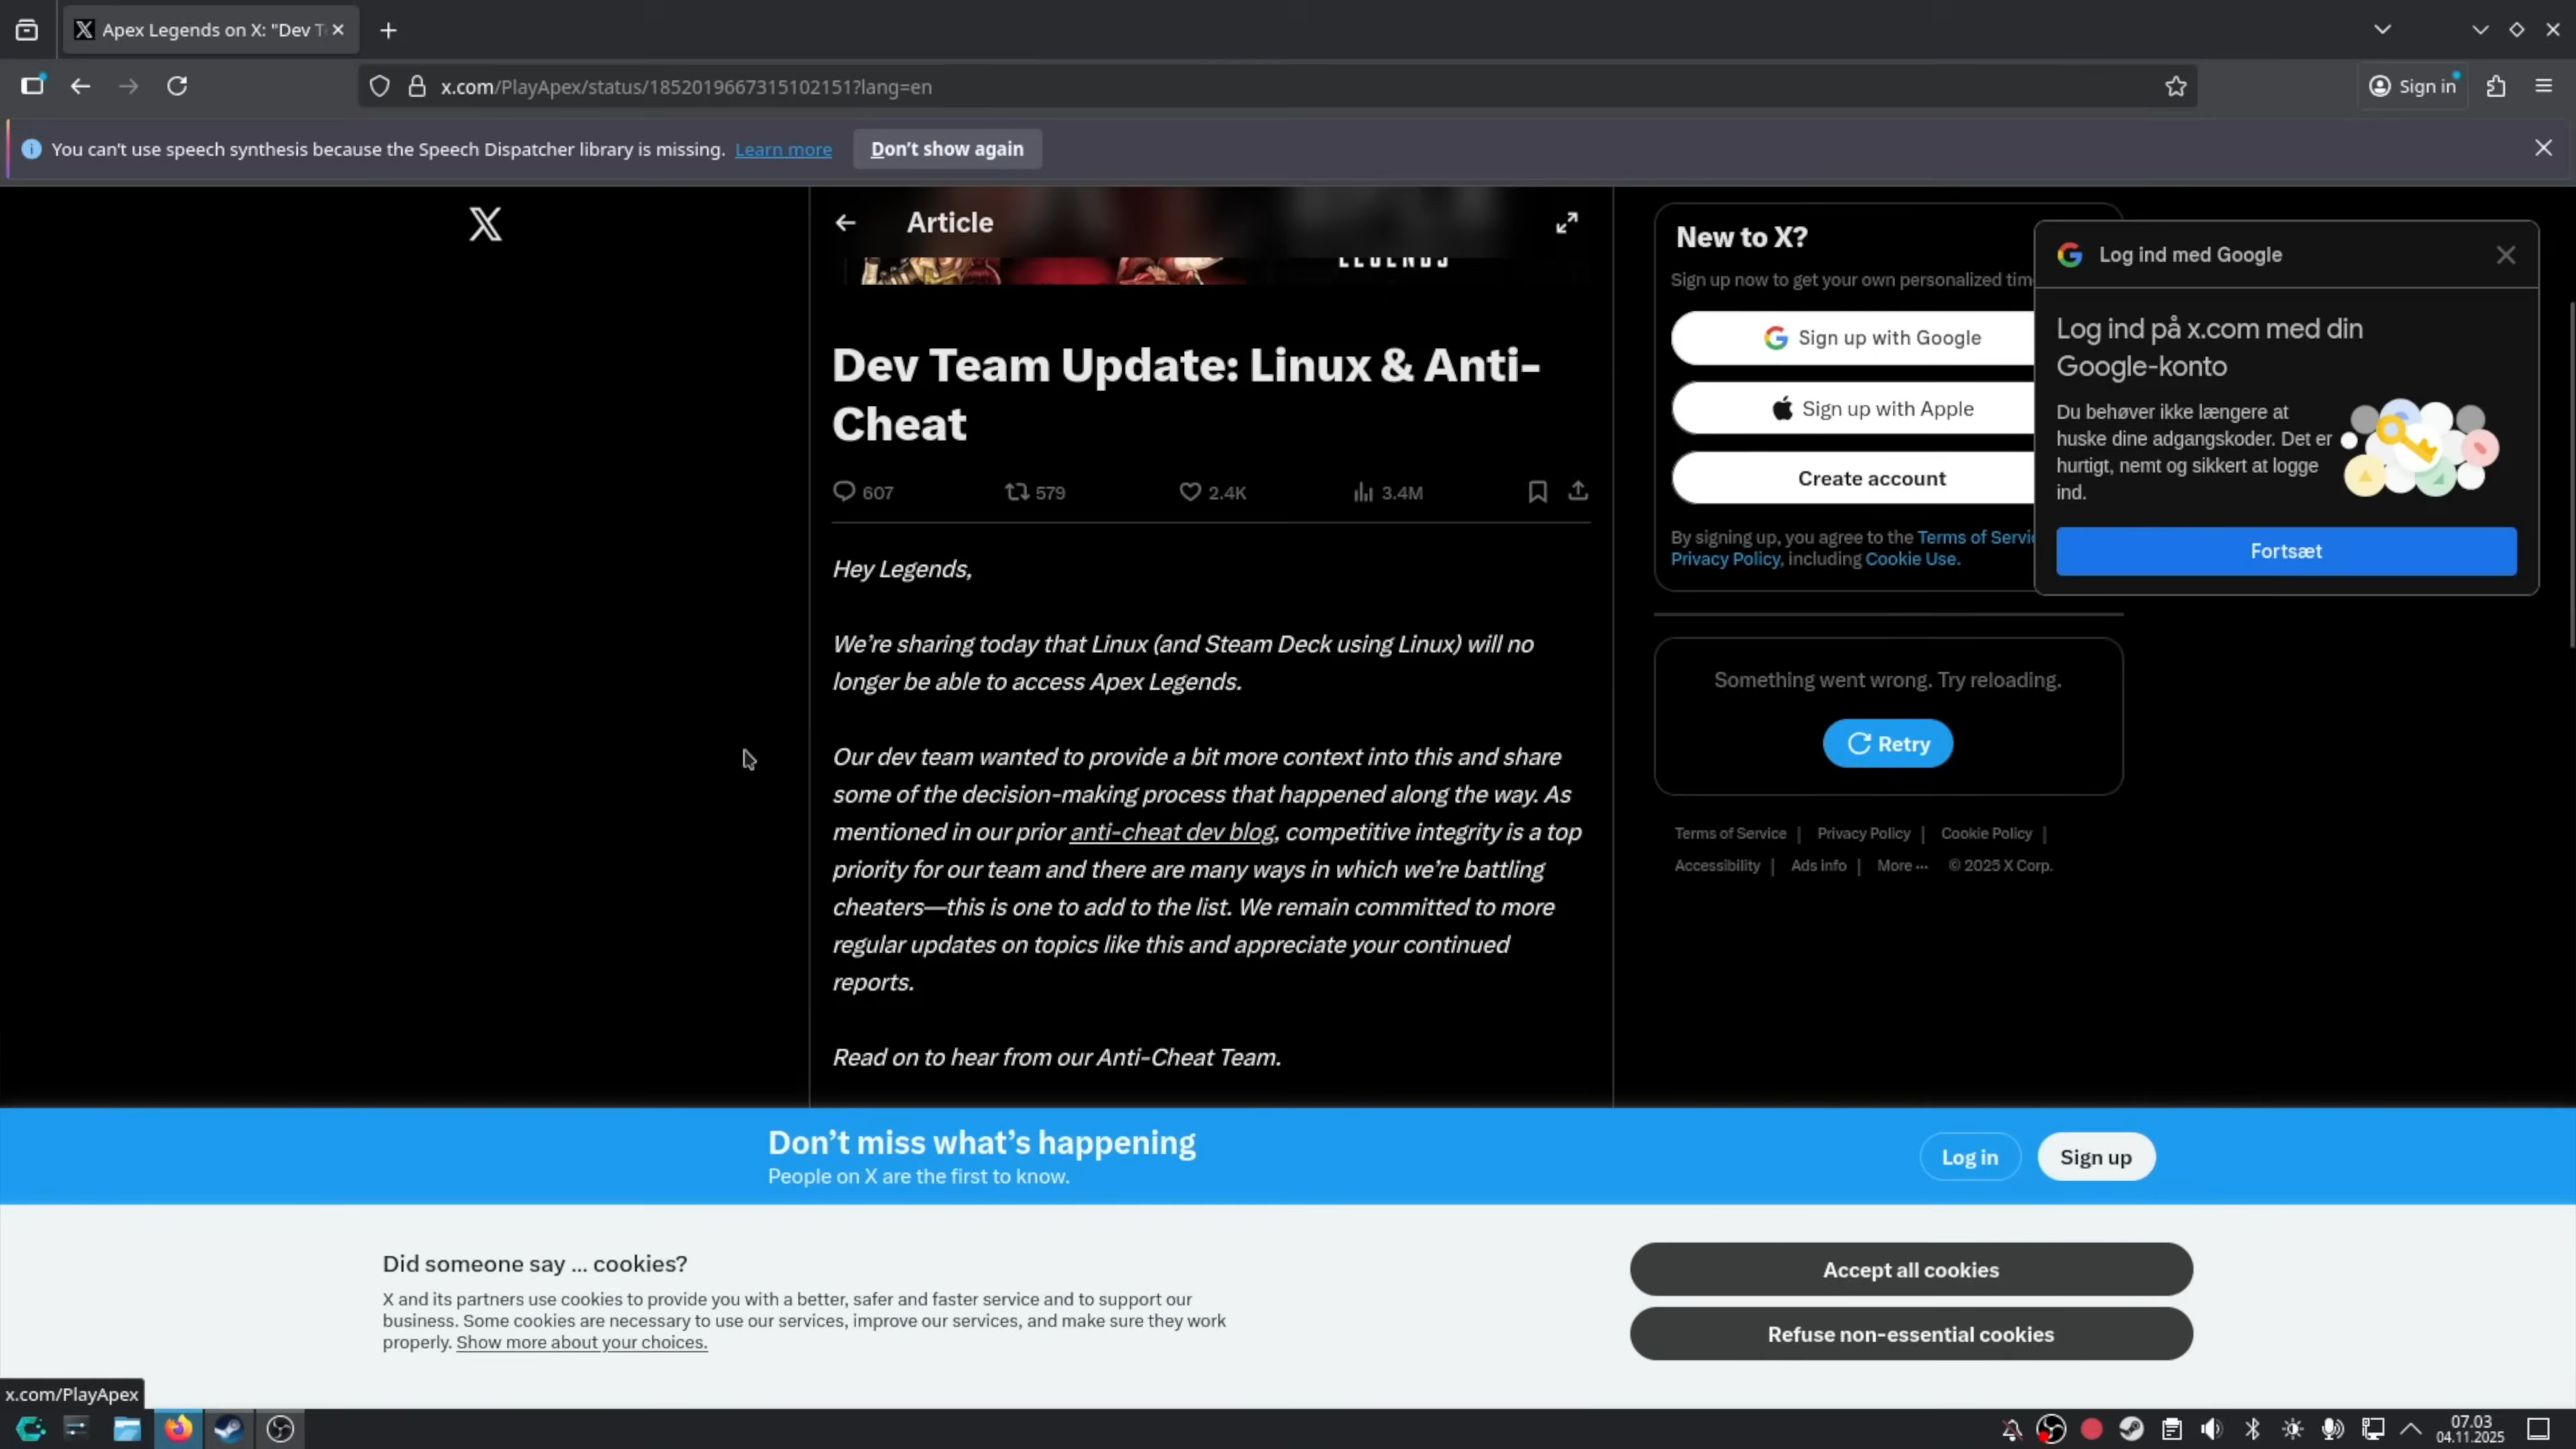 Apex Legends on X: "Dev T
x.com/PlayApex/status/1852019667315102151?lang=en
Sign in
You can't use speech synthesis because the Speech Dispatcher library is missing. Learn more Don't show again
Article
LEGENDS
Dev Team Update: Linux & Anti-
Cheat
607 579 2.4K 3.4M
Hey Legends,
We're sharing today that Linux (and Steam Deck using Linux) will no
longer be able to access Apex Legends.
Our dev team wanted to provide a bit more context into this and share
some of the decision-making process that happened along the way. As
mentioned in our prior anti-cheat dev blog, competitive integrity is a top
priority for our team and there are many ways in which we're battling
cheaters—this is one to add to the list. We remain committed to more
regular updates on topics like this and appreciate your continued
reports.
Read on to hear from our Anti-Cheat Team.
New to X?
Sign up now to get your own personalized tim
Sign up with Google
Sign up with Apple
Create account
By signing up, you agree to the Terms of Servic
Privacy Policy, including Cookie Use.
Log ind med Google
Log ind på x.com med din
Google-konto
Du behøver ikke længere at
huske dine adgangskoder. Det er
hurtigt, nemt og sikkert at logge
ind.
Fortsæt
Something went wrong. Try reloading.
Retry
Terms of Service | Privacy Policy | Cookie Policy |
Accessibility | Ads info | More ··· © 2025 X Corp.
Don't miss what's happening
People on X are the first to know.
Log in
Sign up
Did someone say ... cookies?
X and its partners use cookies to provide you with a better, safer and faster service and to support our
business. Some cookies are necessary to use our services, improve our services, and make sure they work
properly. Show more about your choices.
Accept all cookies
Refuse non-essential cookies
x.com/PlayApex
07.03
04.11.2025